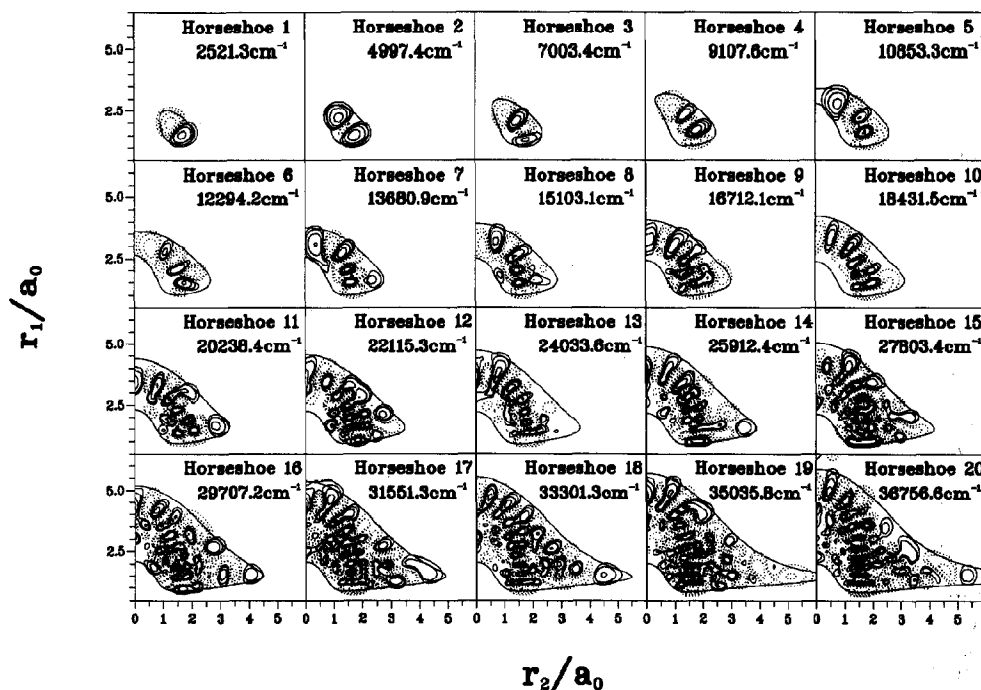 Horseshoe 1 Horseshoe 2 Horseshoe 3 Horseshoe 4 Horseshoe 5
5.0 2521.3cm⁻¹ 4997.4cm⁻¹ 7003.4cm⁻¹ 9107.6cm⁻¹ 10853.3cm⁻¹
2.5
Horseshoe 6 Horseshoe 7 Horseshoe 8 Horseshoe 9 Horseshoe 10
5.0 12294.2cm⁻¹ 13680.9cm⁻¹ 15103.1cm⁻¹ 16712.1cm⁻¹ 18431.5cm⁻¹
2.5
r₁/a₀
Horseshoe 11 Horseshoe 12 Horseshoe 13 Horseshoe 14 Horseshoe 15
5.0 20238.4cm⁻¹ 22115.3cm⁻¹ 24033.6cm⁻¹ 25912.4cm⁻¹ 27803.4cm⁻¹
2.5
Horseshoe 16 Horseshoe 17 Horseshoe 18 Horseshoe 19 Horseshoe 20
5.0 29707.2cm⁻¹ 31551.3cm⁻¹ 33301.3cm⁻¹ 35035.8cm⁻¹ 36756.6cm⁻¹
2.5
0 1 2 3 4 5 0 1 2 3 4 5 0 1 2 3 4 5 0 1 2 3 4 5 0 1 2 3 4 5
r₂/a₀